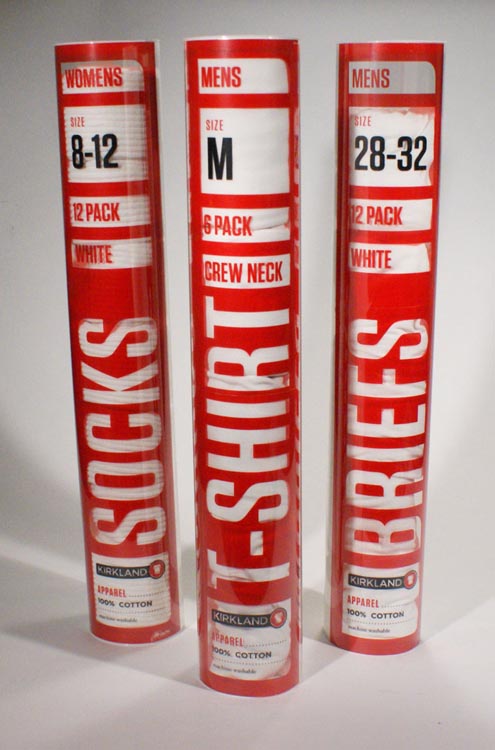 WOMENS
SIZE
8-12
12 PACK
WHITE
SOCKS
KIRKLAND
APPAREL
100% COTTON
machine washable
MENS
SIZE
M
6 PACK
CREW NECK
T-SHIRT
KIRKLAND
APPAREL
100% COTTON
machine washable
MENS
SIZE
28-32
12 PACK
WHITE
BRIEFS
KIRKLAND
APPAREL
100% COTTON
machine washable